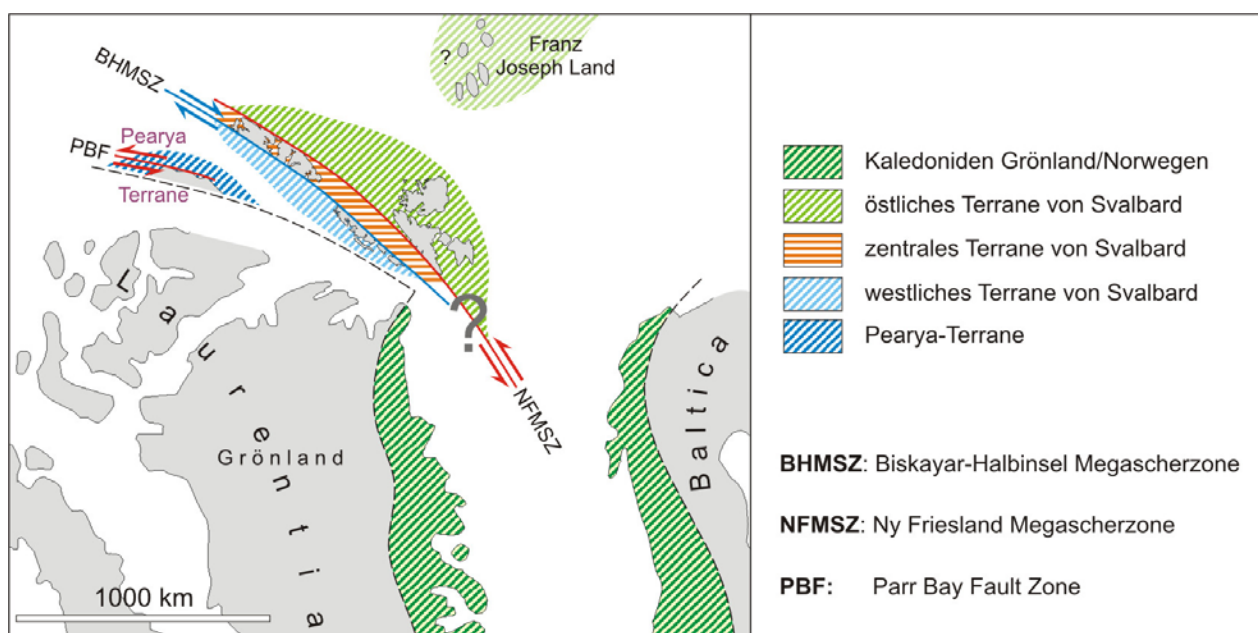 Franz
Joseph Land
?
BHMSZ
Pearya
PBF
Terrane
?
NFMSZ
Laurentia
Grönland
Baltica
1000 km
Kaledoniden Grönland/Norwegen
östliches Terrane von Svalbard
zentrales Terrane von Svalbard
westliches Terrane von Svalbard
Pearya-Terrane
BHMSZ: Biskayar-Halbinsel Megascherzone
NFMSZ: Ny Friesland Megascherzone
PBF: Parr Bay Fault Zone